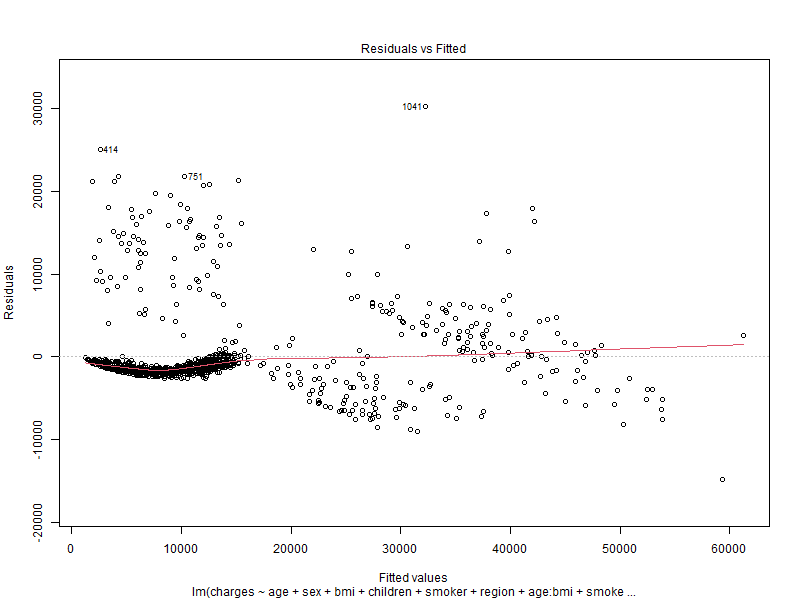 Residuals vs Fitted
Residuals
30000
20000
10000
0
-10000
-20000
1041
414
751
0 10000 20000 30000 40000 50000 60000
Fitted values
lm(charges ~ age + sex + bmi + children + smoker + region + age:bmi + smoke ...